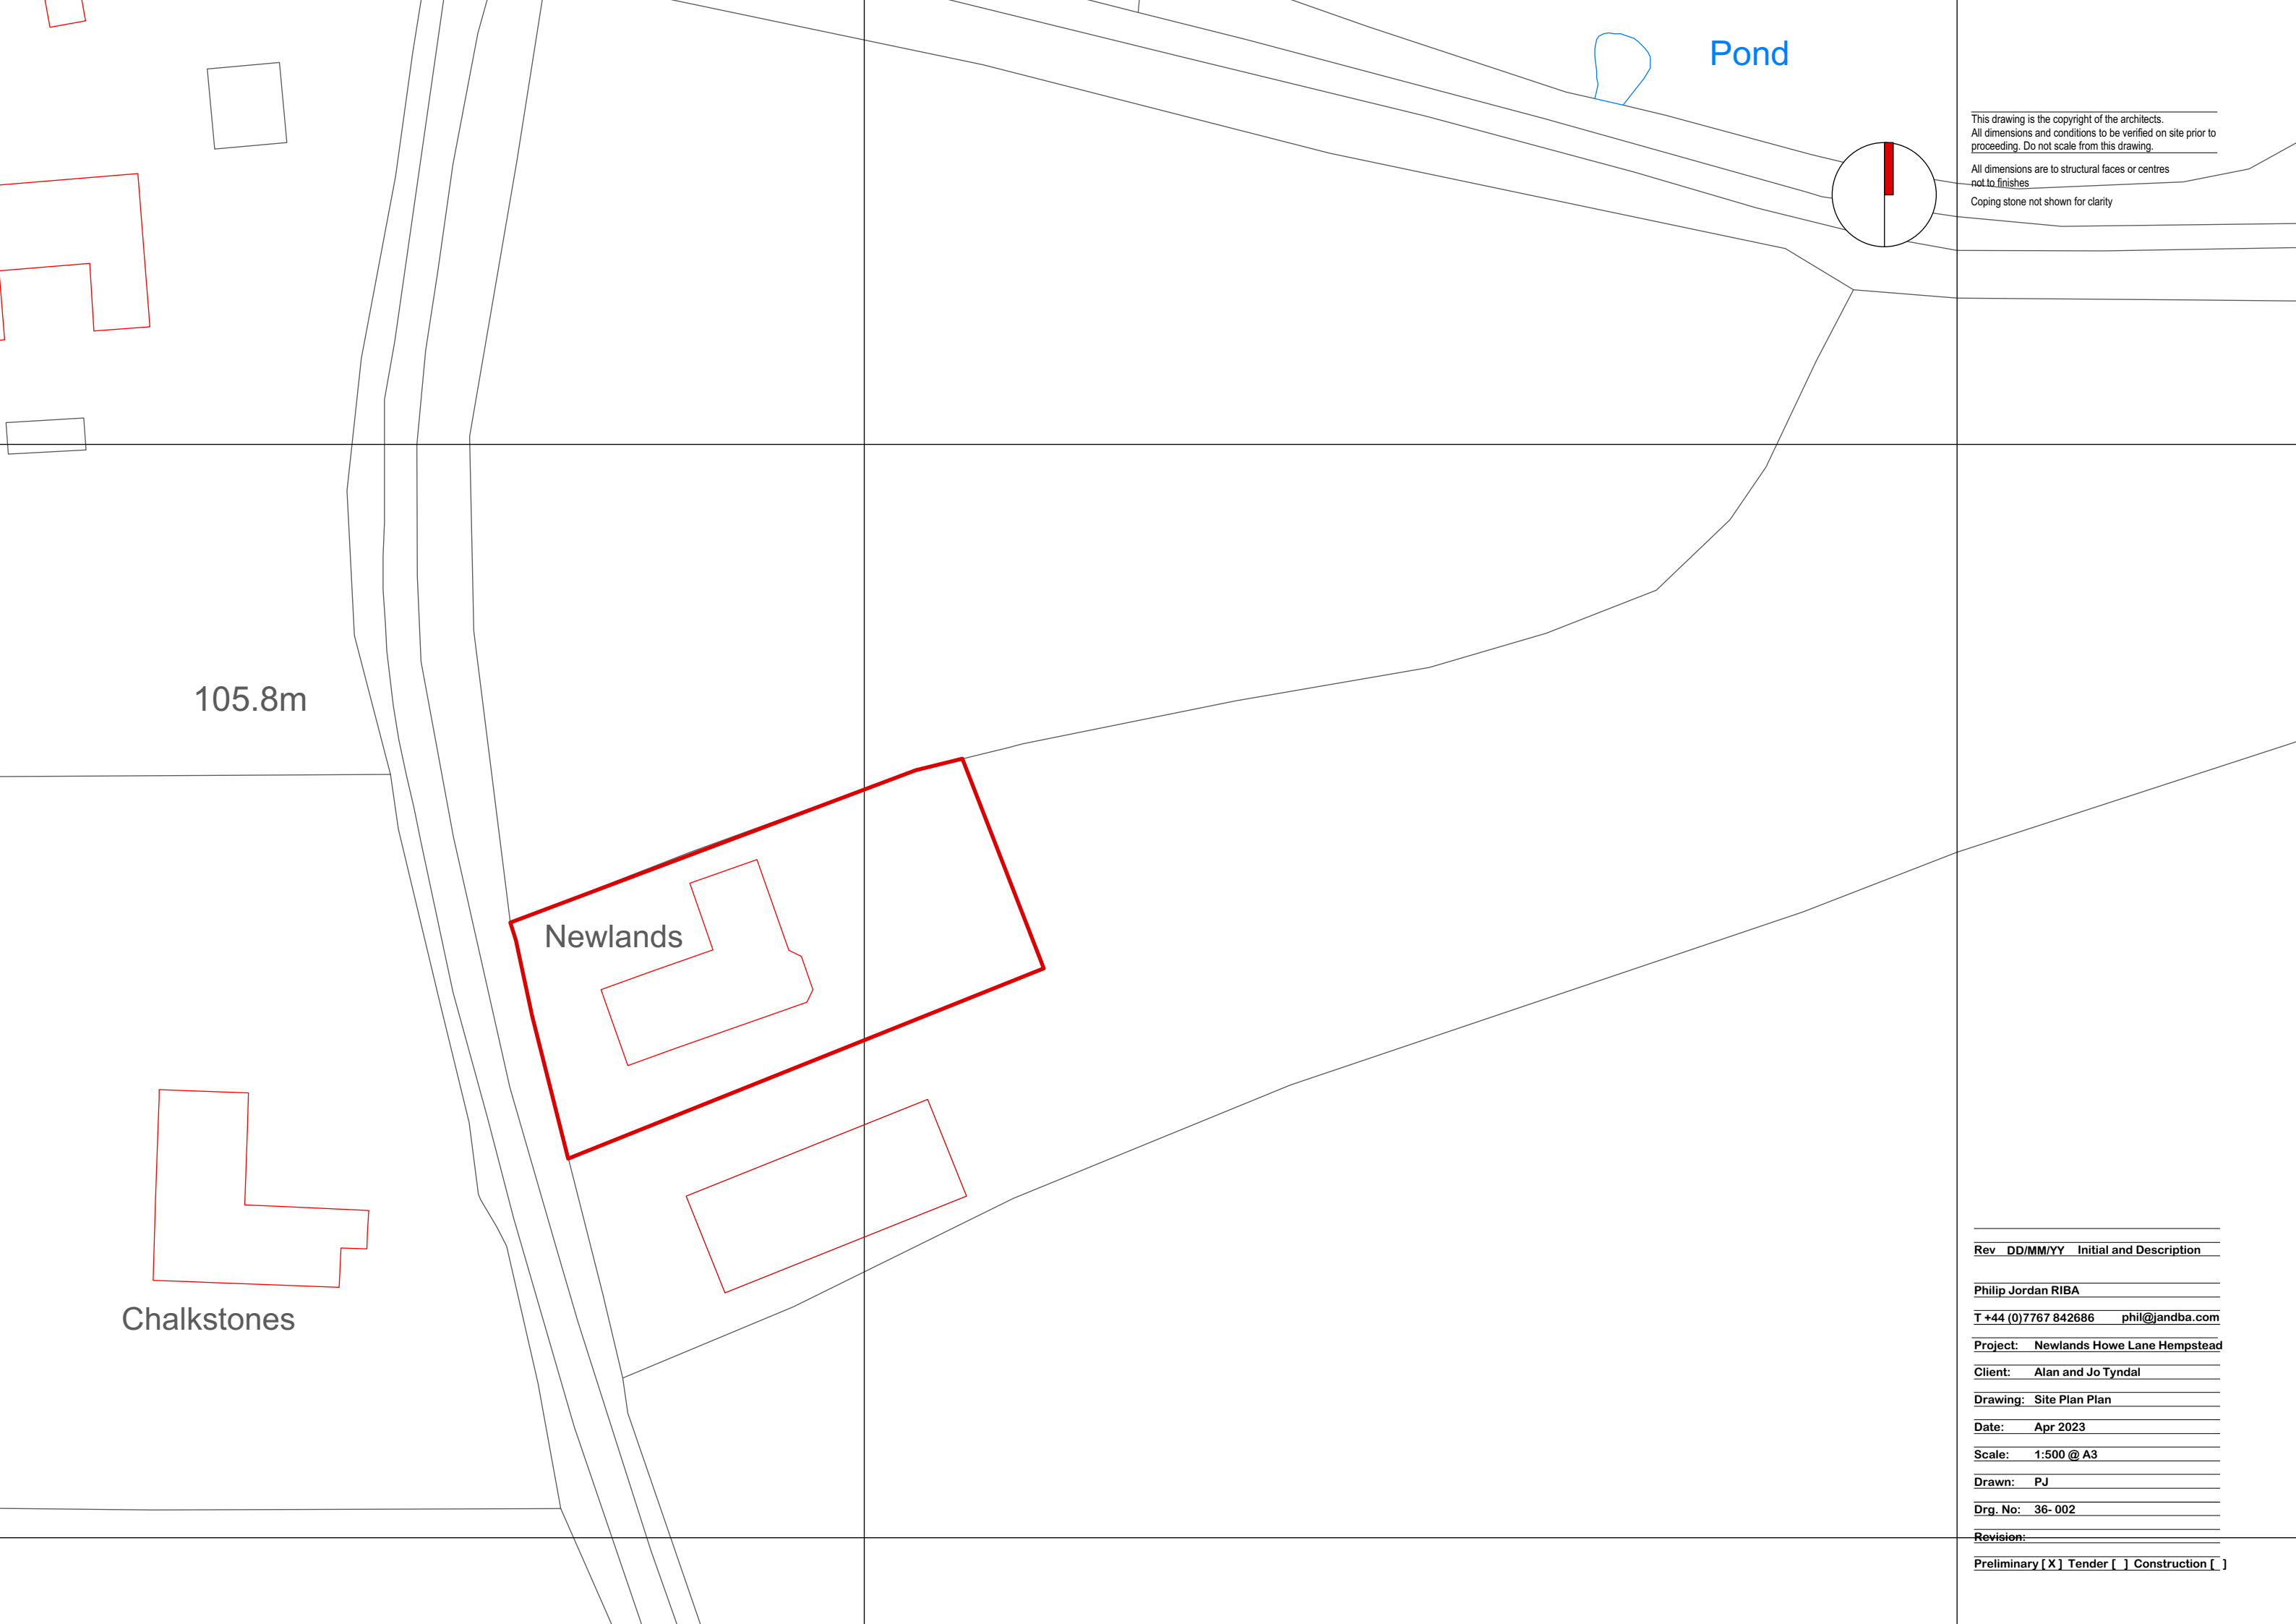 Pond
This drawing is the copyright of the architects.
All dimensions and conditions to be verified on site prior to
proceeding. Do not scale from this drawing.
All dimensions are to structural faces or centres
not to finishes
Coping stone not shown for clarity
105.8m
Newlands
Chalkstones
Rev DD/MM/YY Initial and Description
Philip Jordan RIBA
T +44 (0)7767 842686 phil@jandba.com
Project: Newlands Howe Lane Hempstead
Client: Alan and Jo Tyndal
Drawing: Site Plan Plan
Date: Apr 2023
Scale: 1:500 @ A3
Drawn: PJ
Drg. No: 36- 002
Revision:
Preliminary [ X ] Tender [ ] Construction [ ]